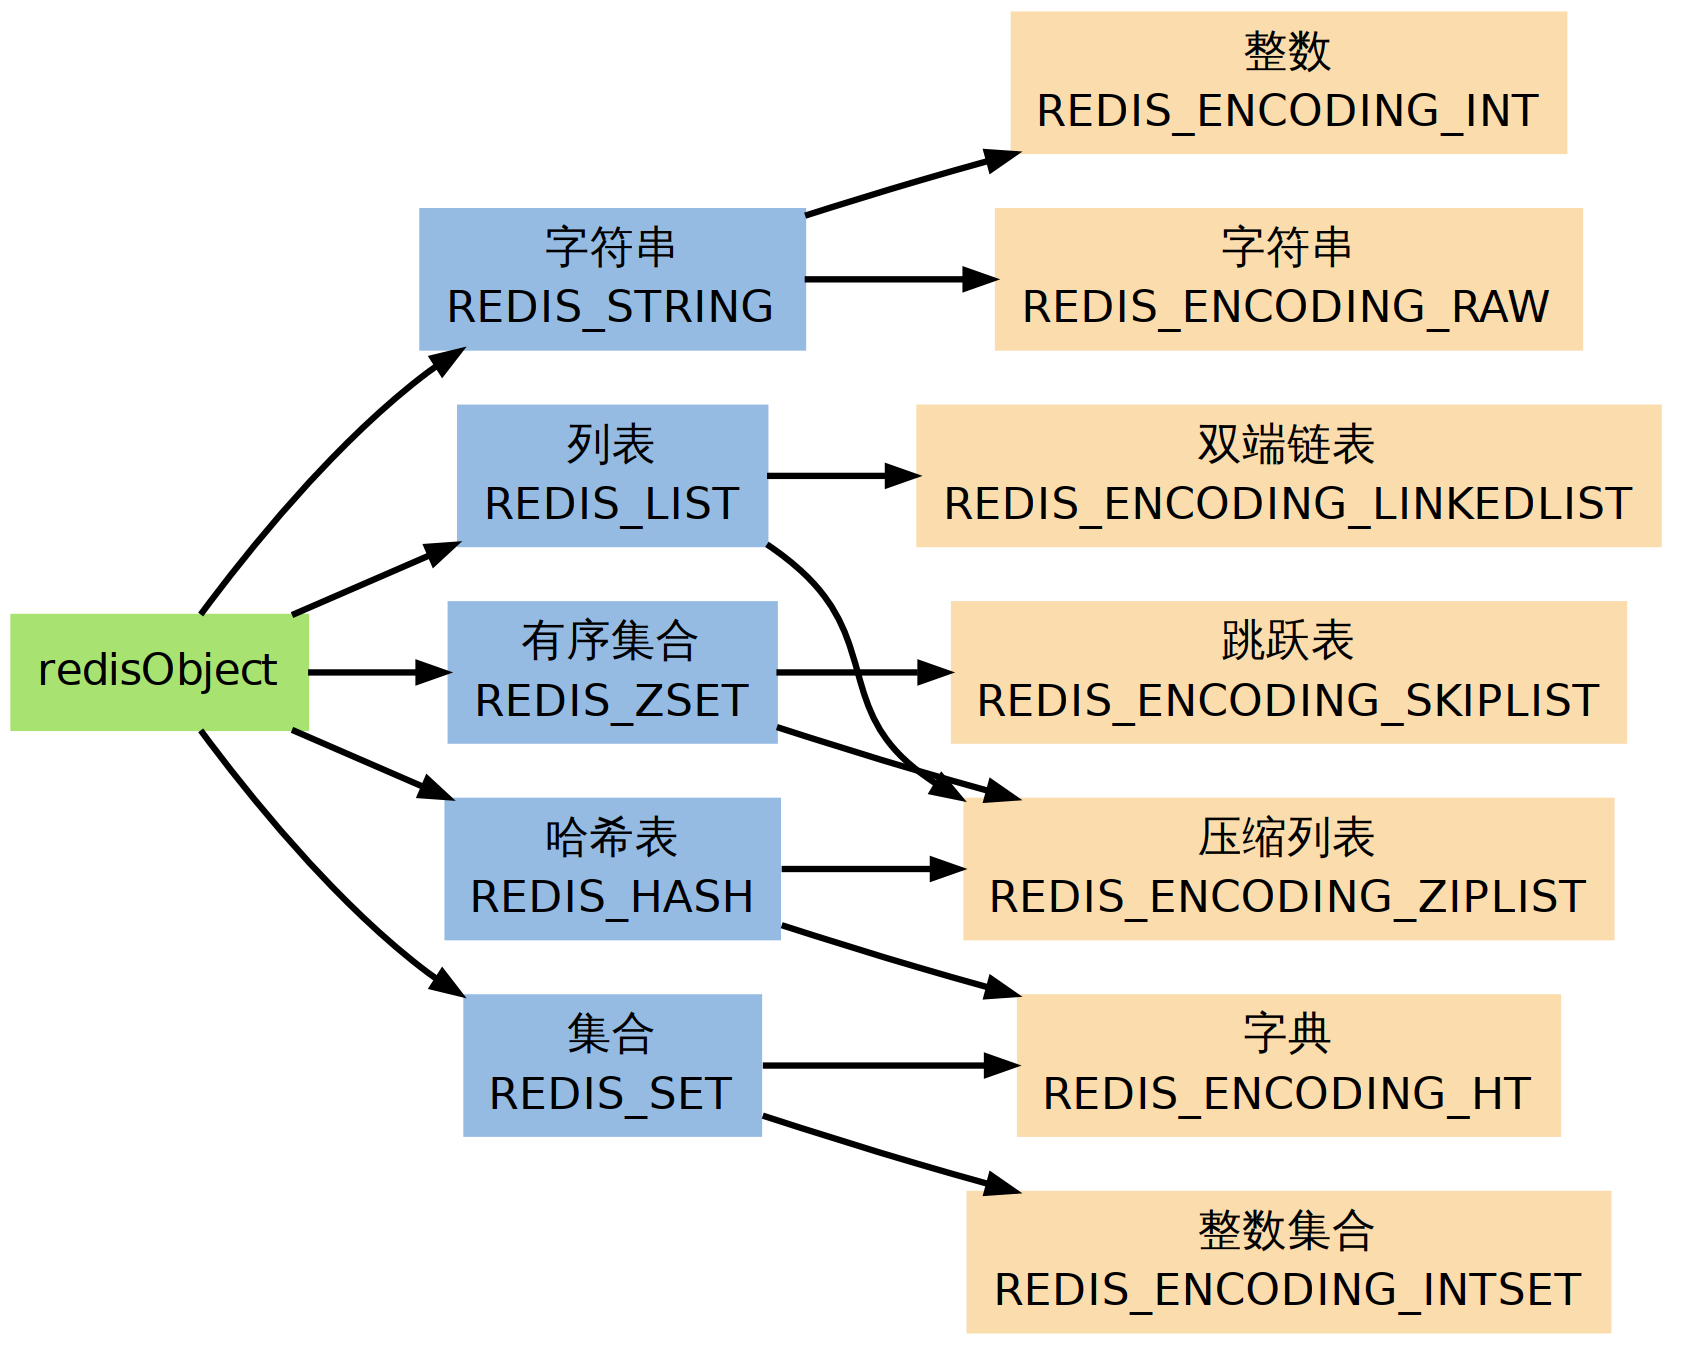 redisObject
字符串
REDIS_STRING
列表
REDIS_LIST
有序集合
REDIS_ZSET
哈希表
REDIS_HASH
集合
REDIS_SET
整数
REDIS_ENCODING_INT
字符串
REDIS_ENCODING_RAW
双端链表
REDIS_ENCODING_LINKEDLIST
跳跃表
REDIS_ENCODING_SKIPLIST
压缩列表
REDIS_ENCODING_ZIPLIST
字典
REDIS_ENCODING_HT
整数集合
REDIS_ENCODING_INTSET